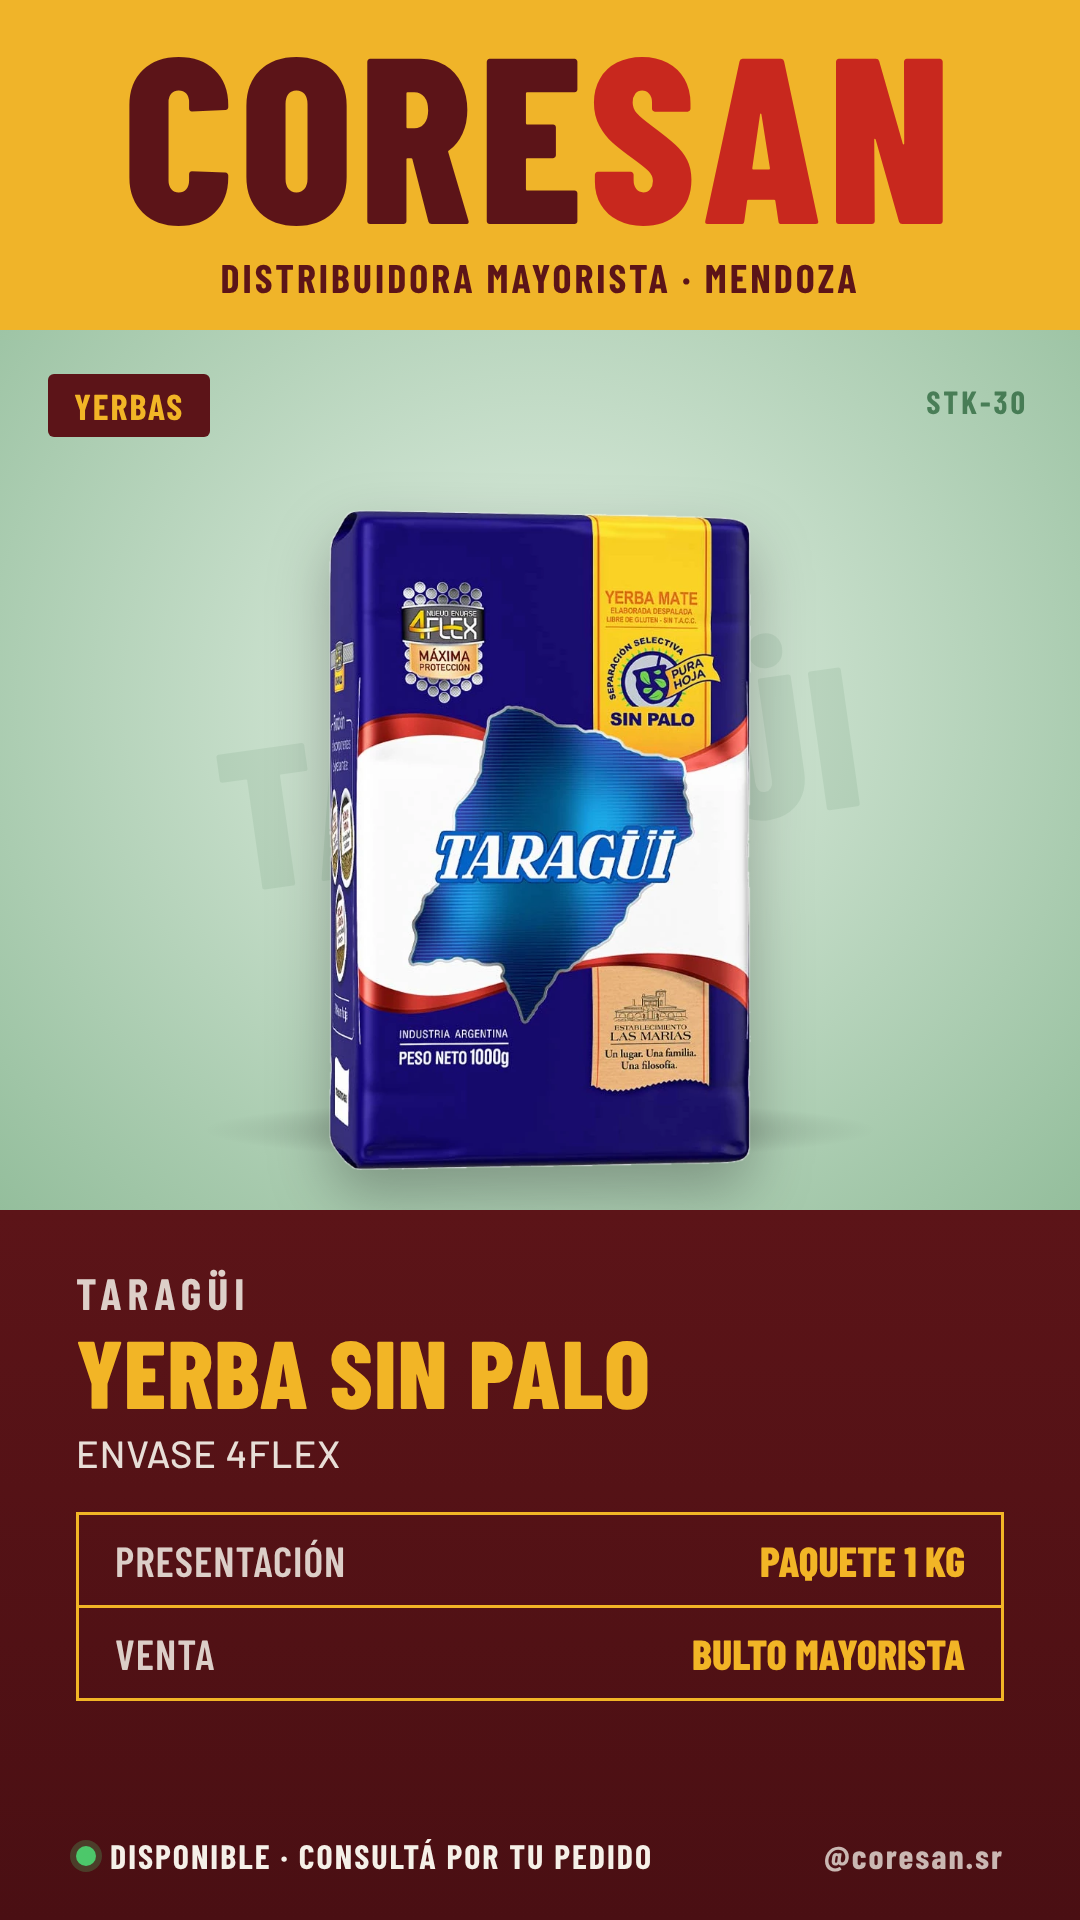 CORESAN
DISTRIBUIDORA MAYORISTA · MENDOZA
YERBAS
STK-30
NUEVO ENVASE
4FLEX
MÁXIMA
PROTECCIÓN
YERBA MATE
ELABORADA DESPALADA
LIBRE DE GLUTEN - SIN T.A.C.C.
SEPARACIÓN SELECTIVA
PURA
HOJA
SIN PALO
TARAGÜI
INDUSTRIA ARGENTINA
PESO NETO 1000g
ESTABLECIMIENTO
LAS MARIAS
Un lugar. Una familia.
Una filosofía.
TARAGÜI
YERBA SIN PALO
ENVASE 4FLEX
PRESENTACIÓN PAQUETE 1 KG
VENTA BULTO MAYORISTA
DISPONIBLE · CONSULTÁ POR TU PEDIDO
@coresan.sr